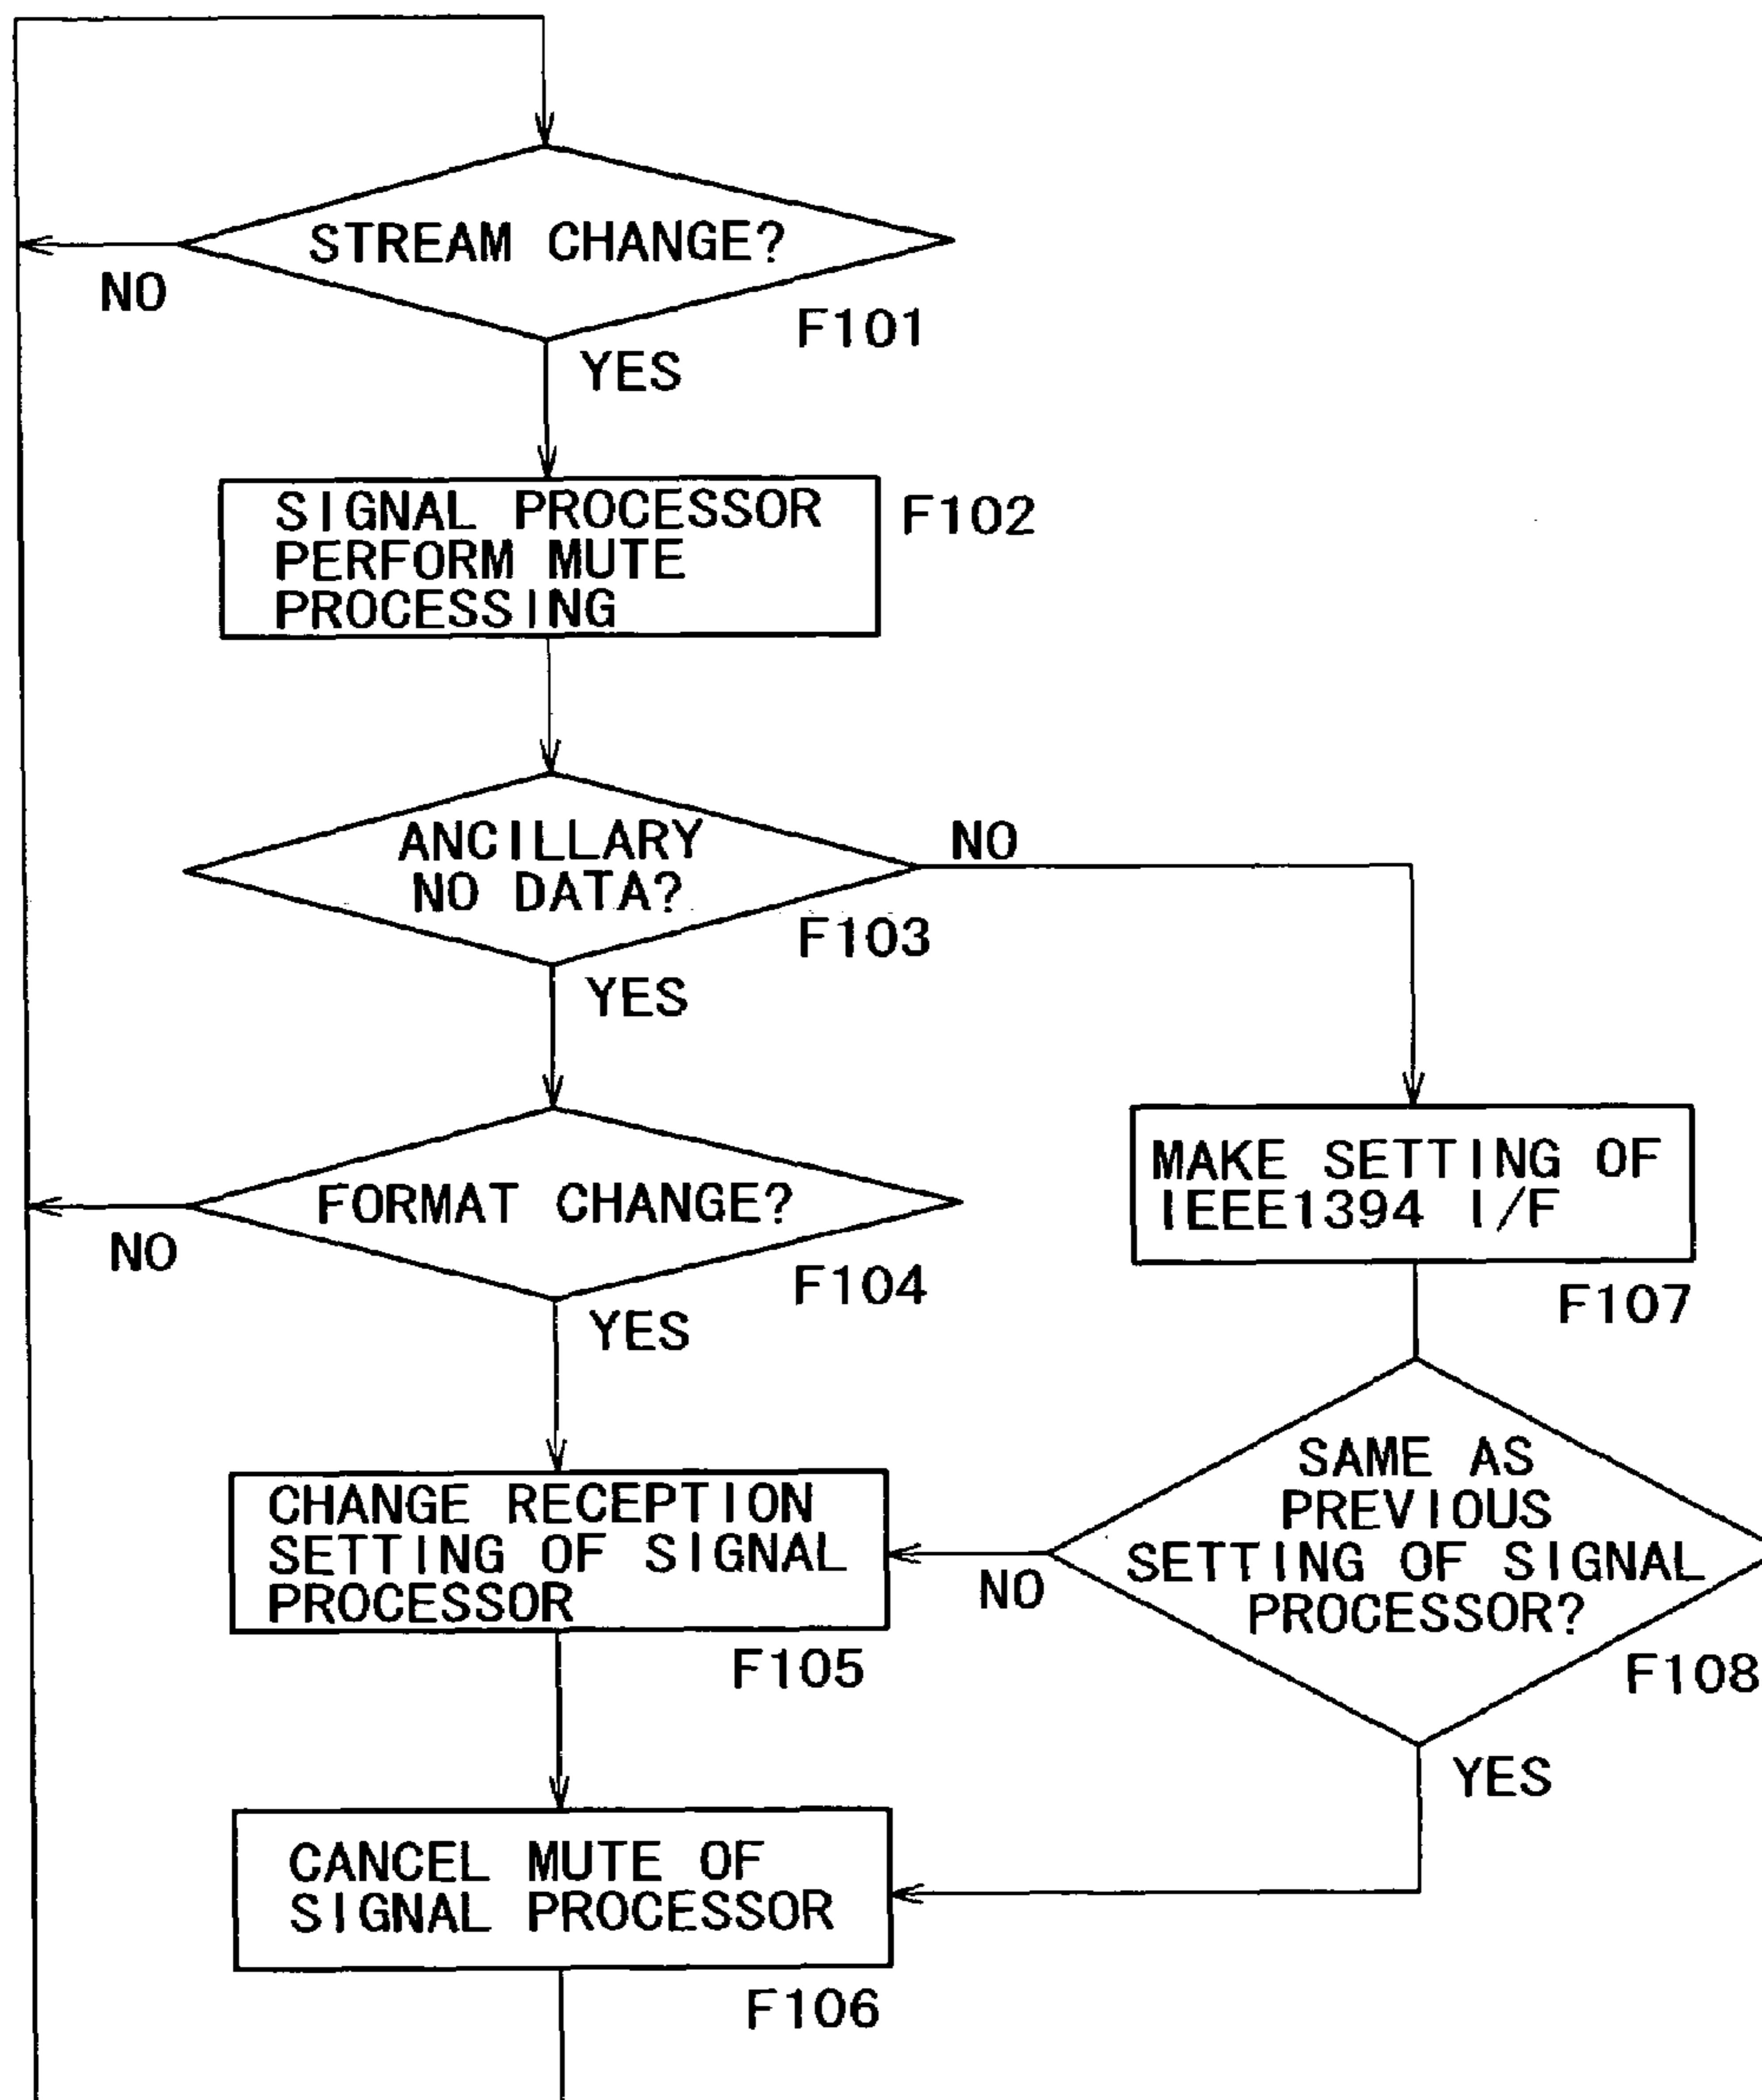 STREAM CHANGE?
NO
F101
YES
SIGNAL PROCESSOR
PERFORM MUTE
PROCESSING
F102
ANCILLARY
NO DATA?
NO
F103
YES
FORMAT CHANGE?
NO
F104
YES
MAKE SETTING OF
IEEE1394 I/F
F107
CHANGE RECEPTION
SETTING OF SIGNAL
PROCESSOR
F105
SAME AS
PREVIOUS
SETTING OF SIGNAL
PROCESSOR?
NO
F108
YES
CANCEL MUTE OF
SIGNAL PROCESSOR
F106